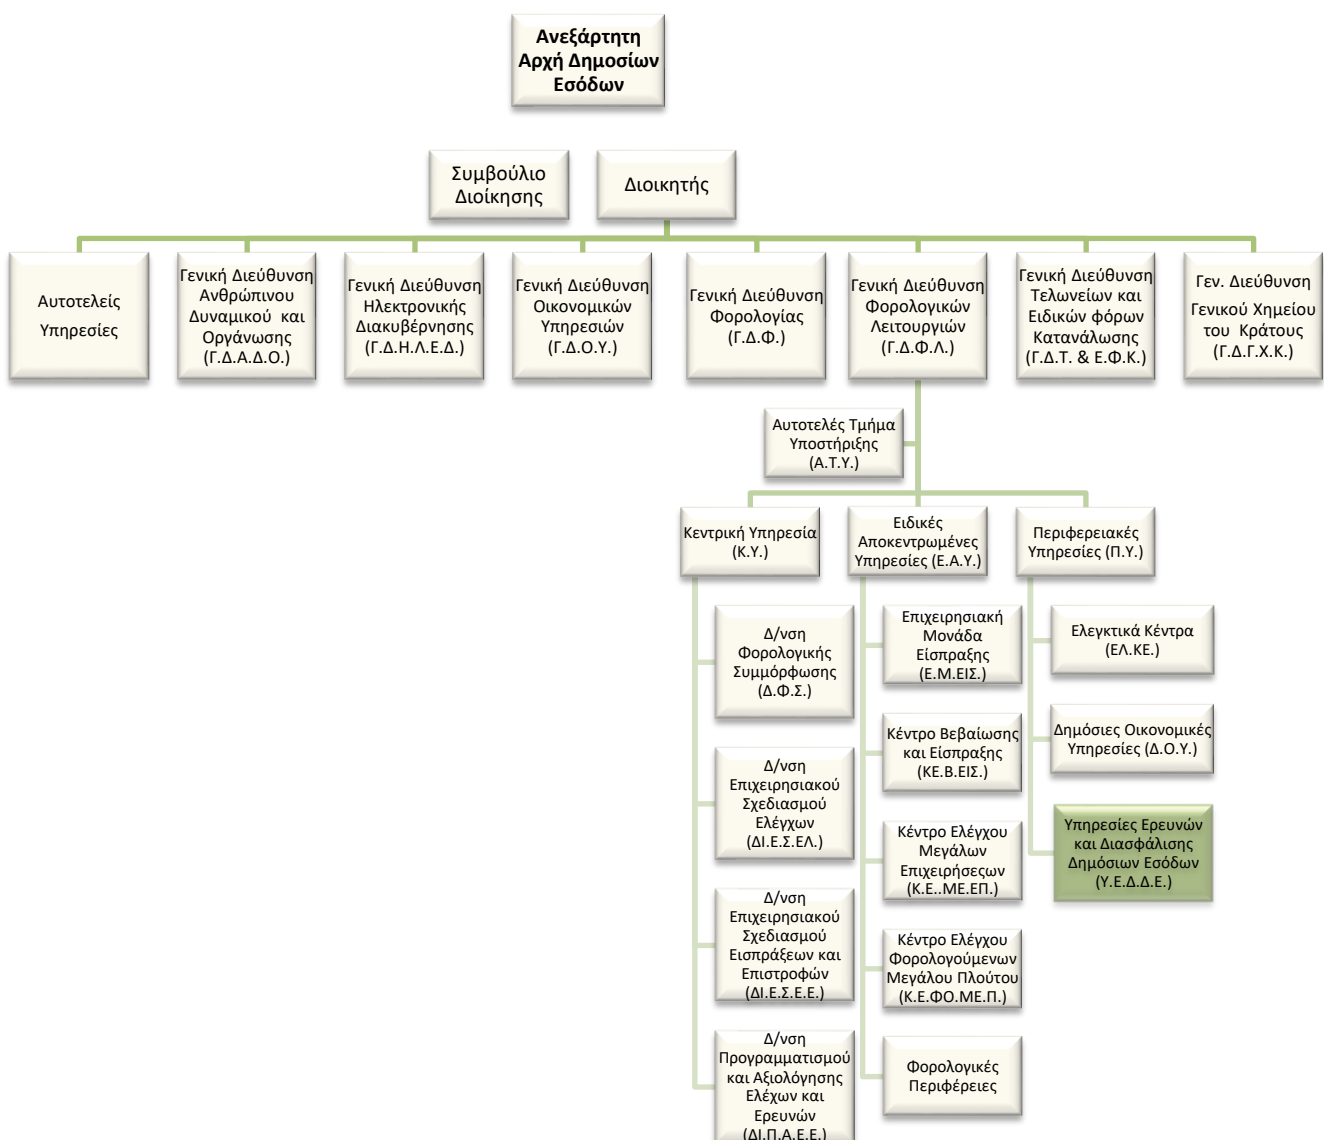 Ανεξάρτητη
Αρχή Δημοσίων
Εσόδων
Συμβούλιο
Διοίκησης
Διοικητής
Αυτοτελείς
Υπηρεσίες
Γενική Διεύθυνση
Ανθρώπινου
Δυναμικού και
Οργάνωσης
(Γ.Δ.Α.Δ.Ο.)
Γενική Διεύθυνση
Ηλεκτρονικής
Διακυβέρνησης
(Γ.Δ.Η.Λ.Ε.Δ.)
Γενική Διεύθυνση
Οικονομικών
Υπηρεσιών
(Γ.Δ.Ο.Υ.)
Γενική Διεύθυνση
Φορολογίας
(Γ.Δ.Φ.)
Γενική Διεύθυνση
Φορολογικών
Λειτουργιών
(Γ.Δ.Φ.Λ.)
Γενική Διεύθυνση
Τελωνείων και
Ειδικών φόρων
Κατανάλωσης
(Γ.Δ.Τ. & Ε.Φ.Κ.)
Γεν. Διεύθυνση
Γενικού Χημείου
του Κράτους
(Γ.Δ.Γ.Χ.Κ.)
Αυτοτελές Τμήμα
Υποστήριξης
(Α.Τ.Υ.)
Κεντρική Υπηρεσία
(Κ.Υ.)
Ειδικές
Αποκεντρωμένες
Υπηρεσίες (Ε.Α.Υ.)
Περιφερειακές
Υπηρεσίες (Π.Υ.)
Δ/νση
Φορολογικής
Συμμόρφωσης
(Δ.Φ.Σ.)
Δ/νση
Επιχειρησιακού
Σχεδιασμού
Ελέγχων
(ΔΙ.Ε.Σ.ΕΛ.)
Δ/νση
Επιχειρησιακού
Σχεδιασμού
Εισπράξεων και
Επιστροφών
(ΔΙ.Ε.Σ.Ε.Ε.)
Δ/νση
Προγραμματισμού
και Αξιολόγησης
Ελέχων και
Ερευνών
(ΔΙ.Π.Α.Ε.Ε.)
Επιχειρησιακή
Μονάδα
Είσπραξης
(Ε.Μ.ΕΙΣ.)
Κέντρο Βεβαίωσης
και Είσπραξης
(ΚΕ.Β.ΕΙΣ.)
Κέντρο Ελέγχου
Μεγάλων
Επιχειρήσεςων
(Κ.Ε..ΜΕ.ΕΠ.)
Κέντρο Ελέγχου
Φορολογούμενων
Μεγάλου Πλούτου
(Κ.Ε.ΦΟ.ΜΕ.Π.)
Φορολογικές
Περιφέρειες
Ελεγκτικά Κέντρα
(ΕΛ.ΚΕ.)
Δημόσιες Οικονομικές
Υπηρεσίες (Δ.Ο.Υ.)
Υπηρεσίες Ερευνών
και Διασφάλισης
Δημόσιων Εσόδων
(Υ.Ε.Δ.Δ.Ε.)